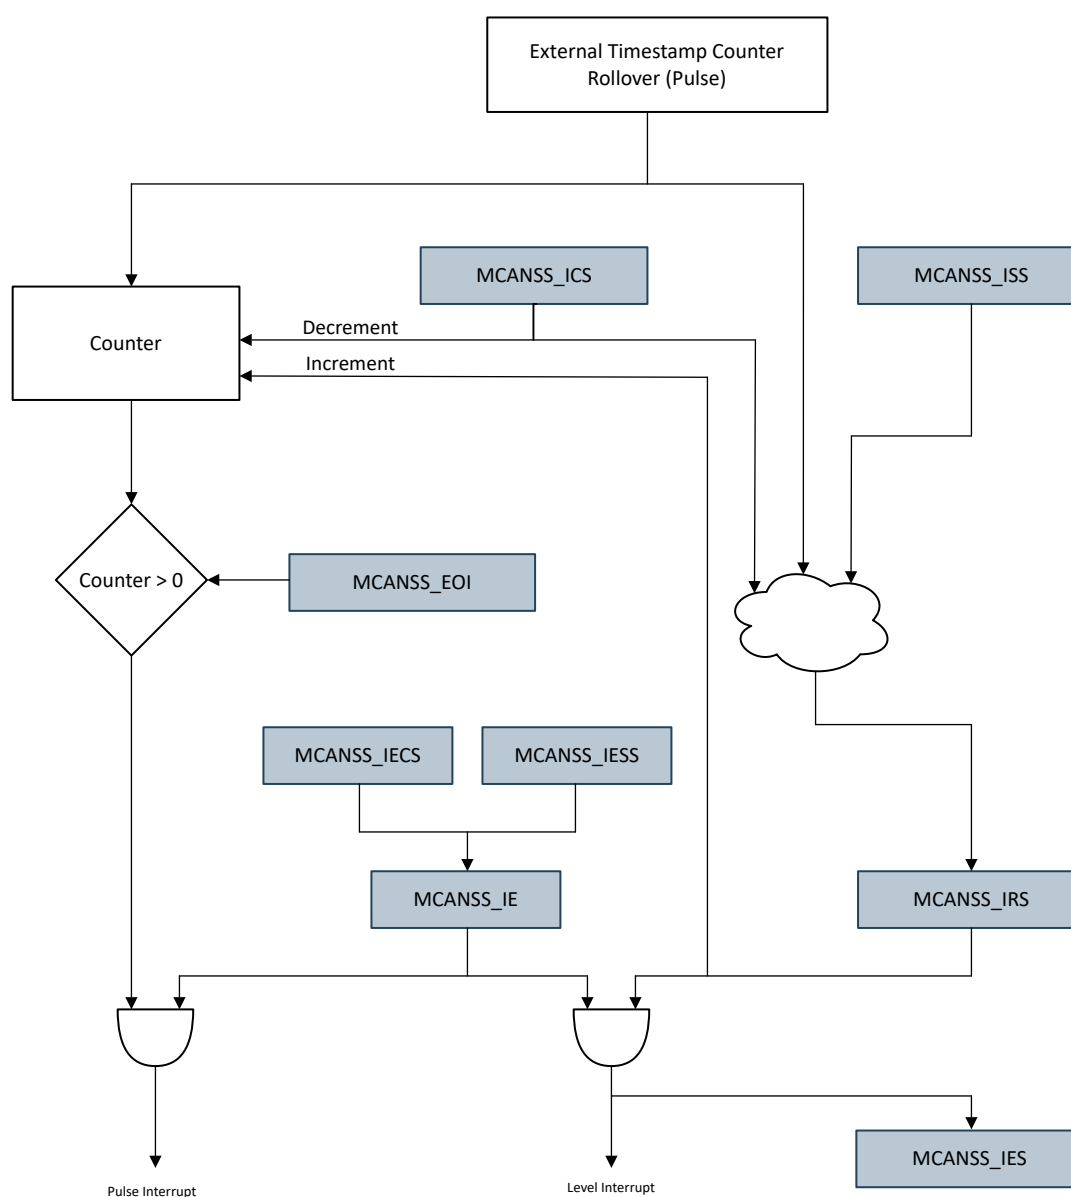 External Timestamp Counter
Rollover (Pulse)
MCANSS_ICS
MCANSS_ISS
Decrement
Counter
Increment
Counter > 0
MCANSS_EOI
MCANSS_IECS
MCANSS_IESS
MCANSS_IE
MCANSS_IRS
MCANSS_IES
Pulse Interrupt
Level Interrupt